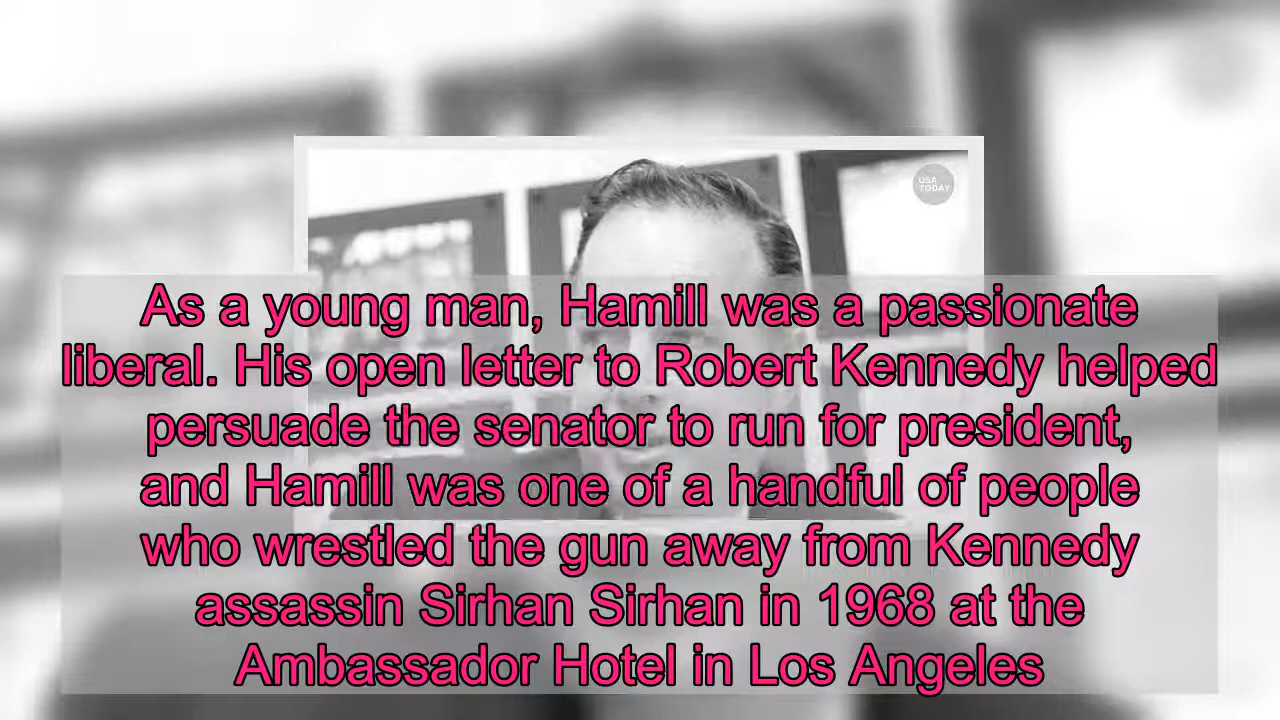 USA
TODAY
As a young man, Hamill was a passionate
liberal. His open letter to Robert Kennedy helped
persuade the senator to run for president,
and Hamill was one of a handful of people
who wrestled the gun away from Kennedy
assassin Sirhan Sirhan in 1968 at the
Ambassador Hotel in Los Angeles